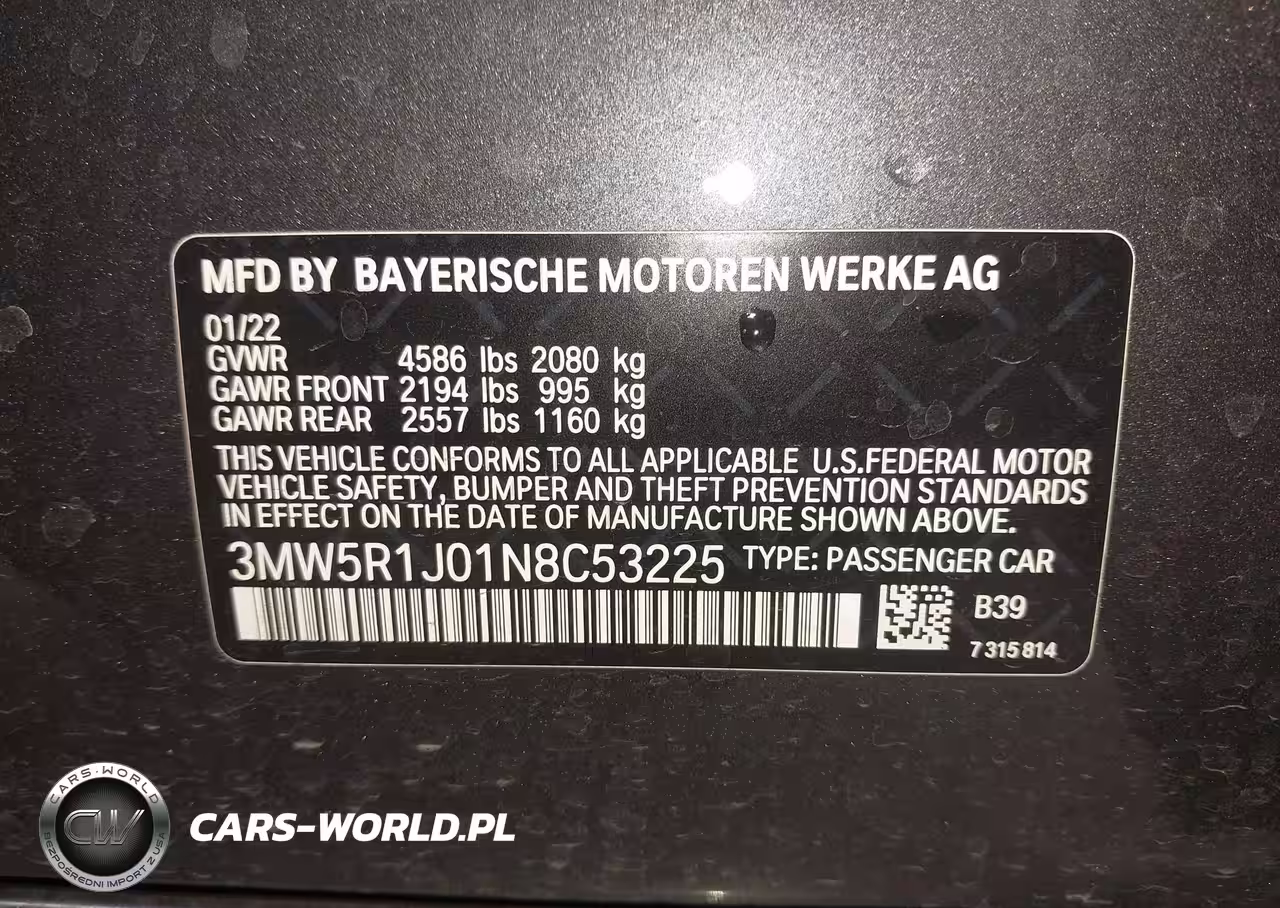 MFD BY BAYERISCHE MOTOREN WERKE AG
01/22
GVWR 4586 lbs 2080 kg
GAWR FRONT 2194 lbs 995 kg
GAWR REAR 2557 lbs 1160 kg
THIS VEHICLE CONFORMS TO ALL APPLICABLE U.S.FEDERAL MOTOR
VEHICLE SAFETY, BUMPER AND THEFT PREVENTION STANDARDS
IN EFFECT ON THE DATE OF MANUFACTURE SHOWN ABOVE.
3MW5R1J01N8C53225 TYPE: PASSENGER CAR
B39
7 315 814
CARS-WORLD
CW
BEZPOŚREDNI IMPORT Z USA
CARS-WORLD.PL